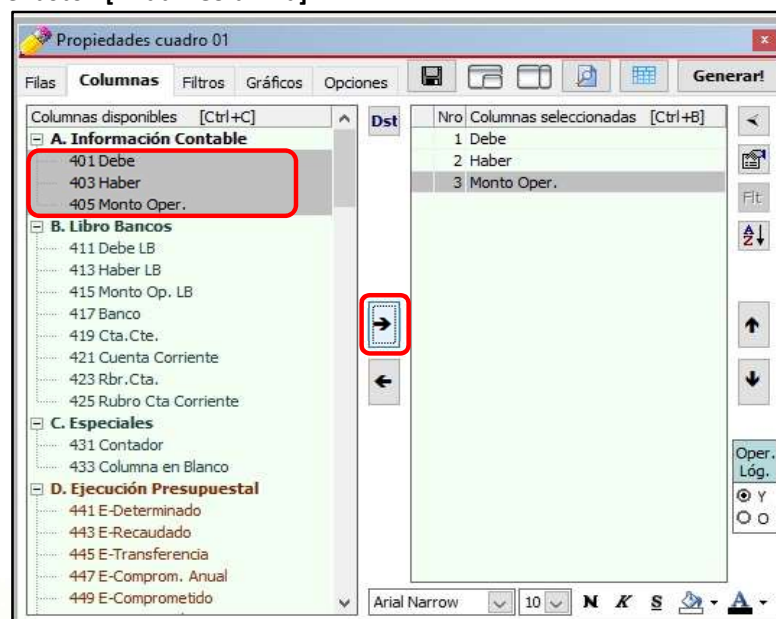 Propiedades cuadro 01
x
Filas Columnas Filtros Gráficos Opciones Generar!
Columnas disponibles [Ctrl+C]
A. Información Contable
401 Debe
403 Haber
405 Monto Oper.
B. Libro Bancos
411 Debe LB
413 Haber LB
415 Monto Op. LB
417 Banco
419 Cta.Cte.
421 Cuenta Corriente
423 Rbr.Cta.
425 Rubro Cta Corriente
C. Especiales
431 Contador
433 Columna en Blanco
D. Ejecución Presupuestal
441 E-Determinado
443 E-Recaudado
445 E-Transferencia
447 E-Comprom. Anual
449 E-Comprometido
Dst
Nro Columnas seleccionadas [Ctrl+B]
1 Debe
2 Haber
3 Monto Oper.
Flt
A
Z
Oper.
Lóg.
Y
O
Arial Narrow 10 N K S A